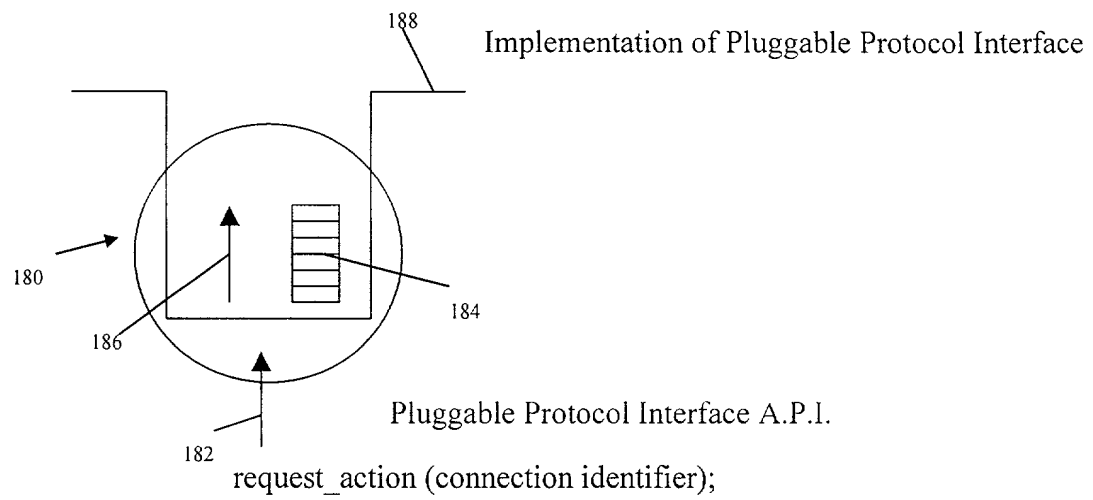 188
Implementation of Pluggable Protocol Interface
180
184
186
Pluggable Protocol Interface A.P.I.
182
request_action (connection identifier);